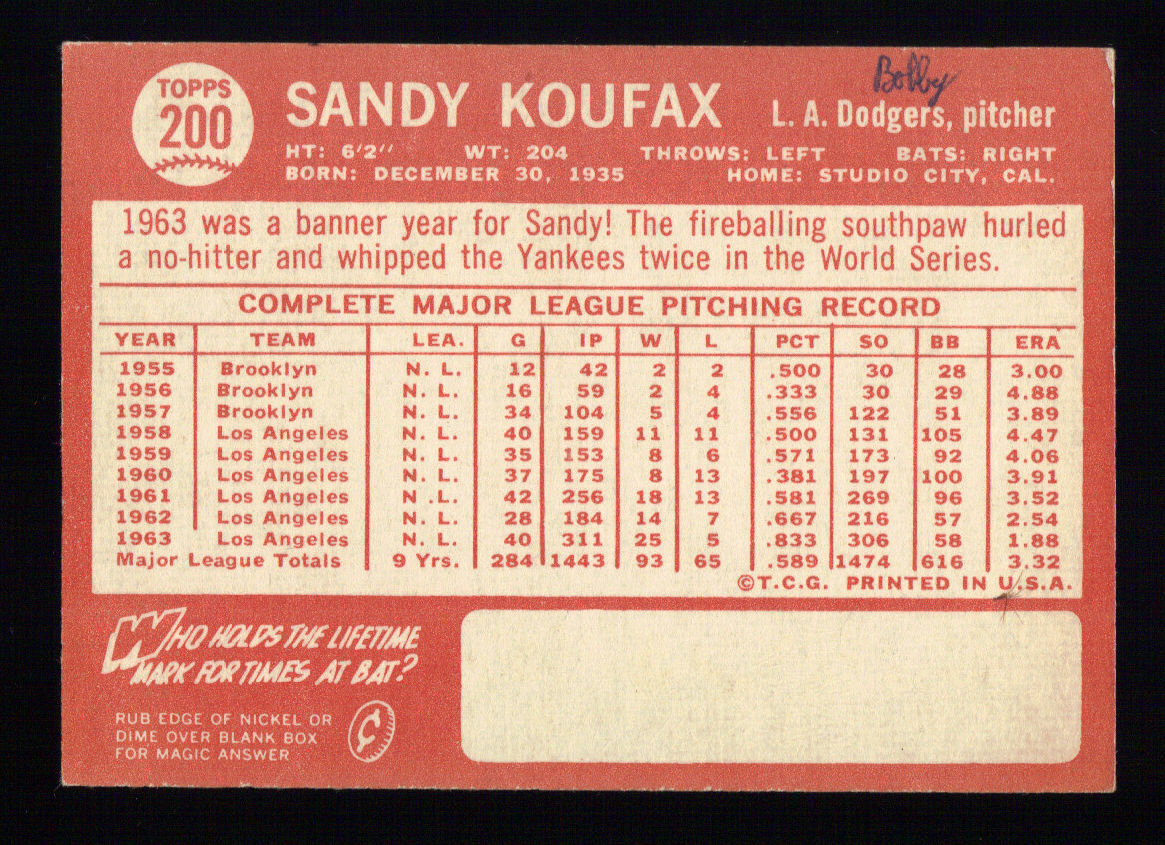 TOPPS
200
SANDY KOUFAX
Bobby
L. A. Dodgers, pitcher
HT: 6'2" WT: 204 THROWS: LEFT BATS: RIGHT
BORN: DECEMBER 30, 1935 HOME: STUDIO CITY, CAL.
1963 was a banner year for Sandy! The fireballing southpaw hurled
a no-hitter and whipped the Yankees twice in the World Series.
COMPLETE MAJOR LEAGUE PITCHING RECORD
YEAR TEAM LEA. G IP W L PCT SO BB ERA
1955 Brooklyn N. L. 12 42 2 2 .500 30 28 3.00
1956 Brooklyn N. L. 16 59 2 4 .333 30 29 4.88
1957 Brooklyn N. L. 34 104 5 4 .556 122 51 3.89
1958 Los Angeles N. L. 40 159 11 11 .500 131 105 4.47
1959 Los Angeles N. L. 35 153 8 6 .571 173 92 4.06
1960 Los Angeles N. L. 37 175 8 13 .381 197 100 3.91
1961 Los Angeles N .L. 42 256 18 13 .581 269 96 3.52
1962 Los Angeles N. L. 28 184 14 7 .667 216 57 2.54
1963 Los Angeles N. L. 40 311 25 5 .833 306 58 1.88
Major League Totals 9 Yrs. 284 1443 93 65 .589 1474 616 3.32
©T.C.G. PRINTED IN U.S.A.
WHO HOLDS THE LIFETIME
MARK FOR TIMES AT BAT?
RUB EDGE OF NICKEL OR
DIME OVER BLANK BOX
FOR MAGIC ANSWER
¢